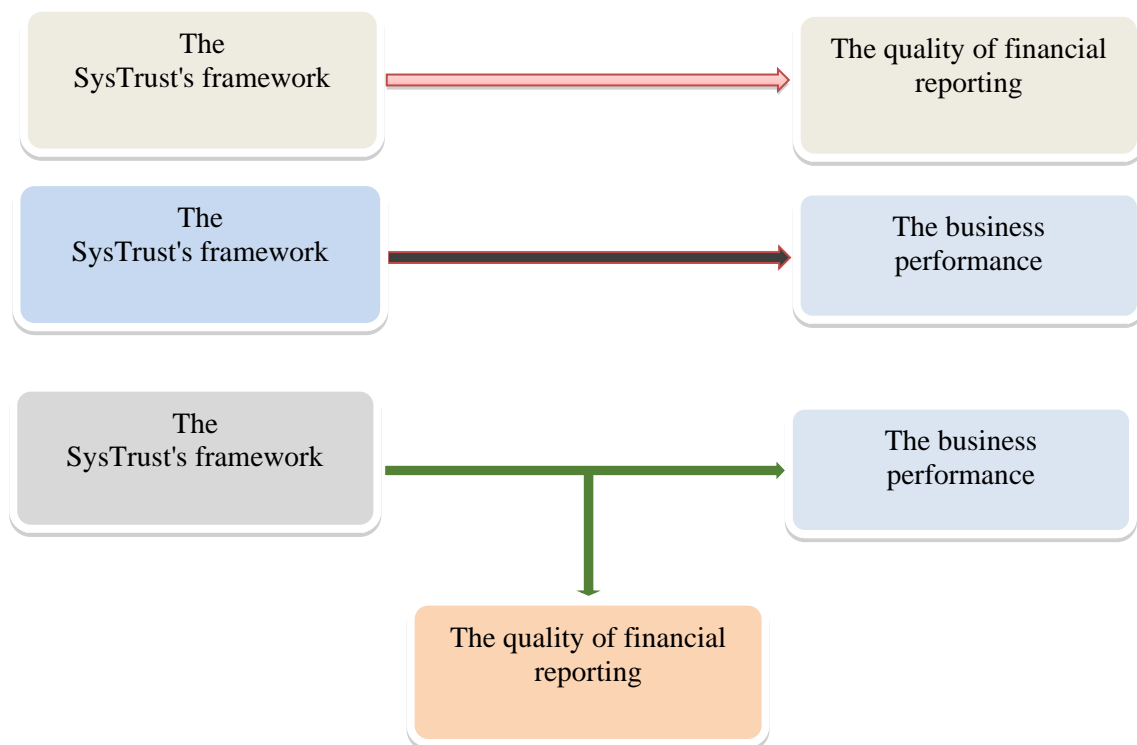 The
SysTrust's framework
The quality of financial
reporting
The
SysTrust's framework
The business
performance
The
SysTrust's framework
The business
performance
The quality of financial
reporting